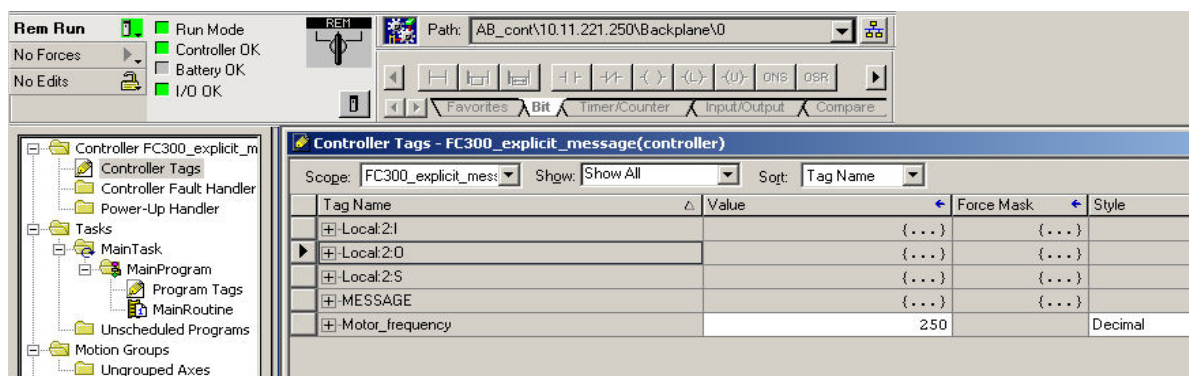 Rem Run
No Forces
No Edits
Run Mode
Controller OK
Battery OK
I/O OK
REM
Path: AB_cont\10.11.221.250\Backplane\0
ONS OSR
Favorites Bit Timer/Counter Input/Output Compare
Controller FC300_explicit_m
Controller Tags
Controller Fault Handler
Power-Up Handler
Tasks
MainTask
MainProgram
Program Tags
MainRoutine
Unscheduled Programs
Motion Groups
Ungrouped Axes
Controller Tags - FC300_explicit_message(controller)
Scope: FC300_explicit_mess Show: Show All Sort: Tag Name
Tag Name Value Force Mask Style
Local:2:I {...} {...}
Local:2:O {...} {...}
Local:2:S {...} {...}
MESSAGE {...} {...}
Motor_frequency 250 Decimal